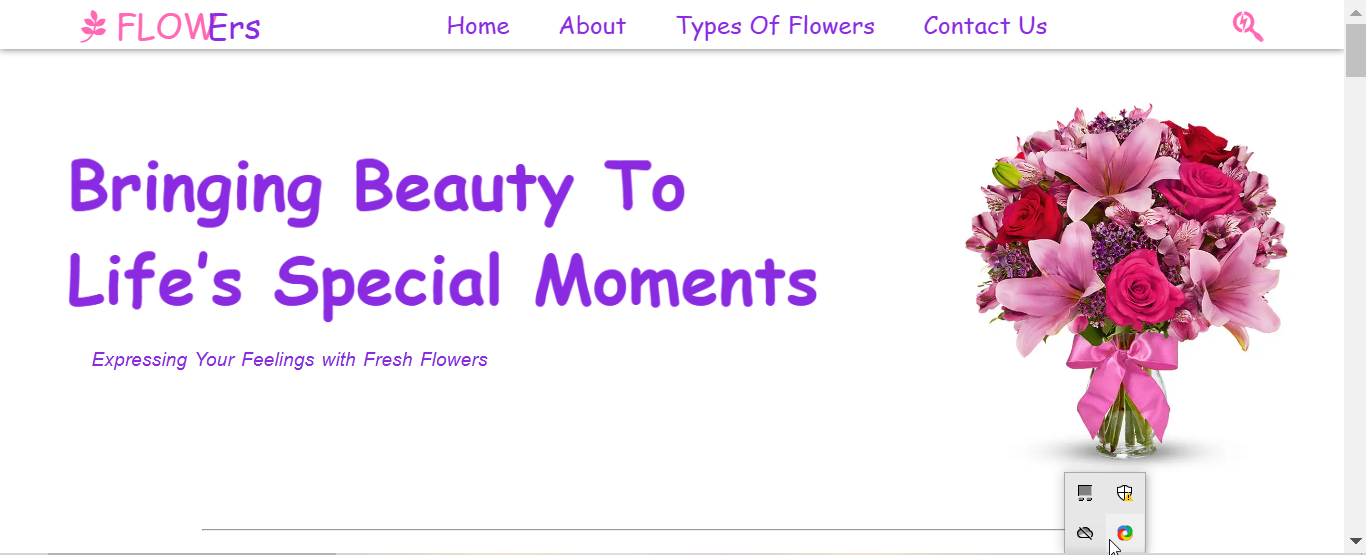 FLOWErs
Home About Types Of Flowers Contact Us
Bringing Beauty To
Life's Special Moments
Expressing Your Feelings with Fresh Flowers